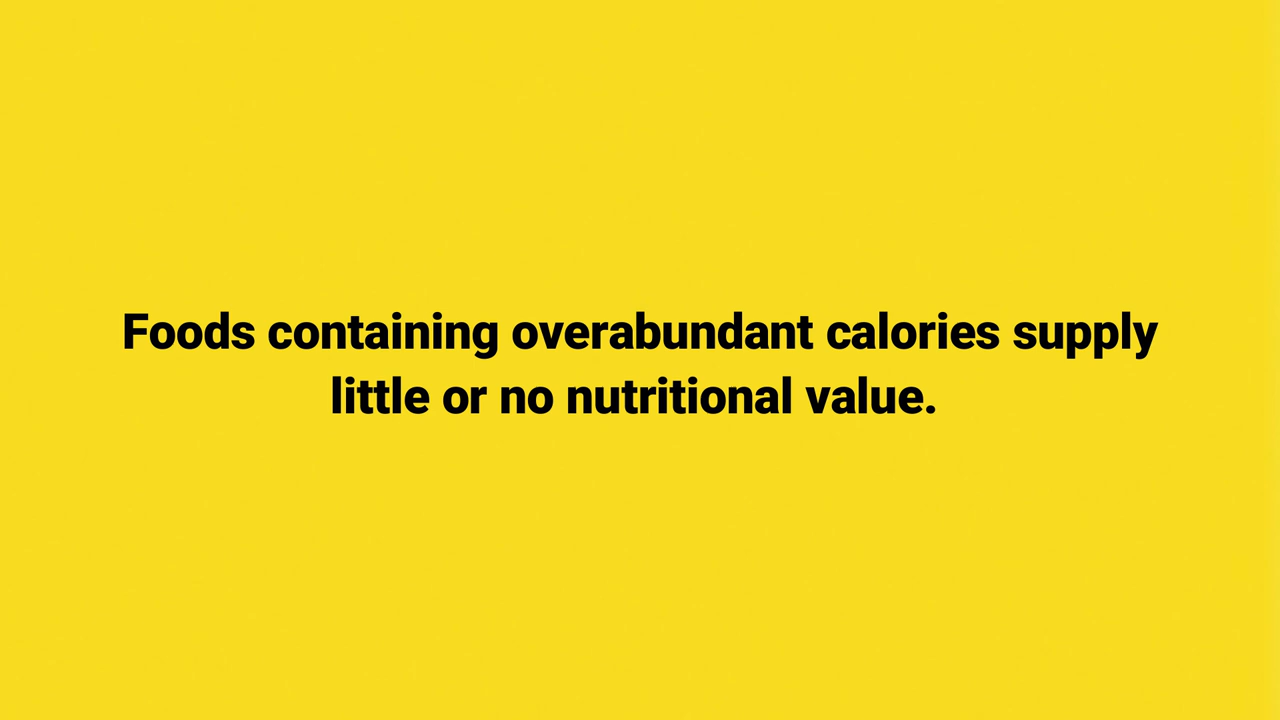 Foods containing overabundant calories supply
little or no nutritional value.